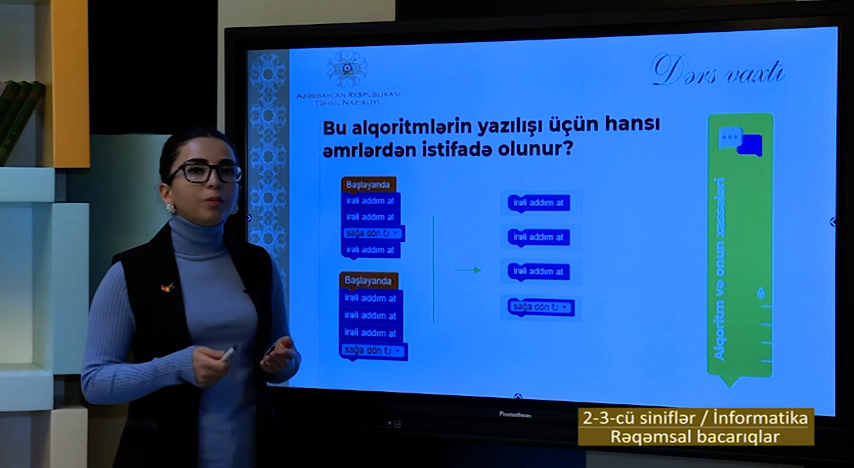 AZƏRBAYCAN RESPUBLİKASI
TƏHSİL NAZİRLİYİ
Dərs vaxtı
Bu alqoritmlərin yazılışı üçün hansı
əmrlərdən istifadə olunur?
Başlayanda
irəli addım at
irəli addım at
sağa dön ↻
irəli addım at
Başlayanda
irəli addım at
irəli addım at
irəli addım at
sağa dön ↻
irəli addım at
irəli addım at
irəli addım at
sağa dön ↻
Alqoritm və onun xassələri
Promethean
2-3-cü siniflər / İnformatika
Rəqəmsal bacarıqlar